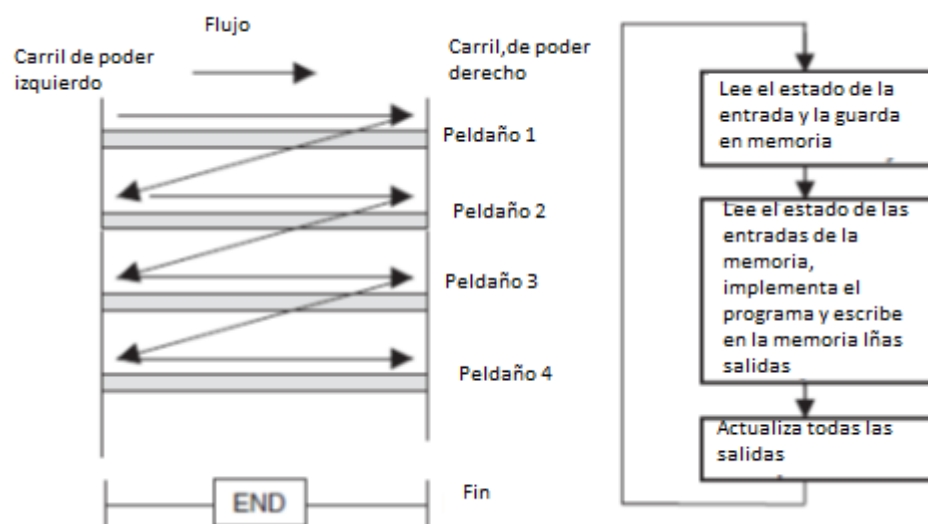 Flujo
Carril de poder
izquierdo
Carril,de poder
derecho
Peldaño 1
Peldaño 2
Peldaño 3
Peldaño 4
END
Fin
Lee el estado de la
entrada y la guarda
en memoria
Lee el estado de las
entradas de la
memoria,
implementa el
programa y escribe
en la memoria lñas
salidas
Actualiza todas las
salidas